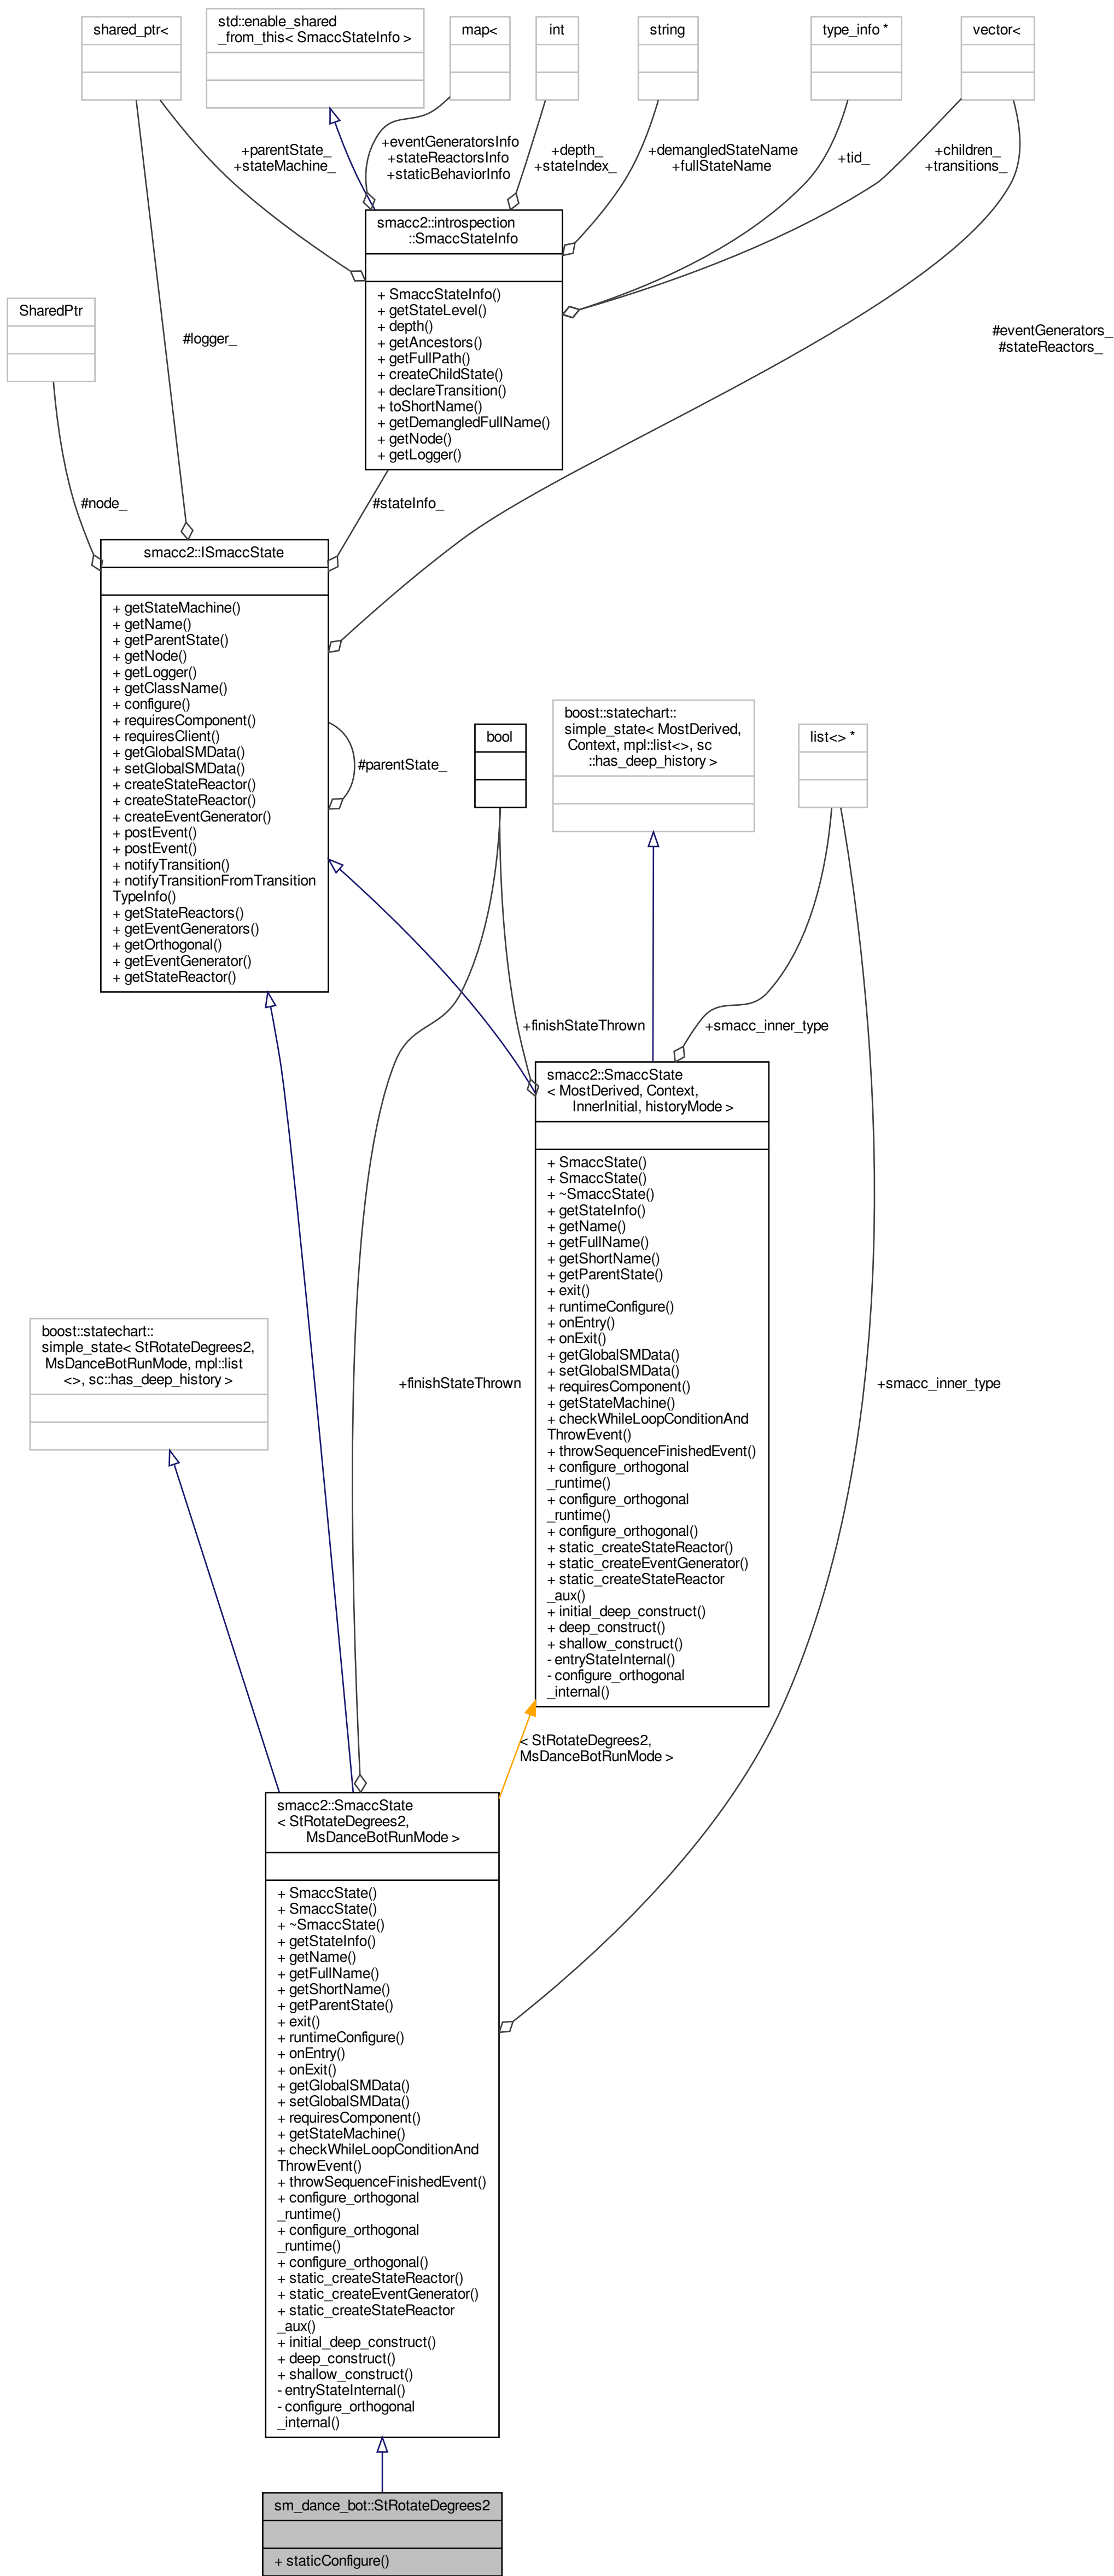 shared_ptr<
std::enable_shared
_from_this< SmaccStateInfo >
map<
int
string
type_info *
vector<
+parentState_
+stateMachine_
+eventGeneratorsInfo
+stateReactorsInfo
+staticBehaviorInfo
+depth_
+stateIndex_
+demangledStateName
+fullStateName
+tid_
+children_
+transitions_
smacc2::introspection
::SmaccStateInfo
+ SmaccStateInfo()
+ getStateLevel()
+ depth()
+ getAncestors()
+ getFullPath()
+ createChildState()
+ declareTransition()
+ toShortName()
+ getDemangledFullName()
+ getNode()
+ getLogger()
SharedPtr
#logger_
#eventGenerators_
#stateReactors_
#node_
#stateInfo_
smacc2::ISmaccState
+ getStateMachine()
+ getName()
+ getParentState()
+ getNode()
+ getLogger()
+ getClassName()
+ configure()
+ requiresComponent()
+ requiresClient()
+ getGlobalSMData()
+ setGlobalSMData()
+ createStateReactor()
+ createStateReactor()
+ createEventGenerator()
+ postEvent()
+ postEvent()
+ notifyTransition()
+ notifyTransitionFromTransition
TypeInfo()
+ getStateReactors()
+ getEventGenerators()
+ getOrthogonal()
+ getEventGenerator()
+ getStateReactor()
#parentState_
bool
boost::statechart::
simple_state< MostDerived,
Context, mpl::list<>, sc
::has_deep_history >
list<> *
+finishStateThrown
+smacc_inner_type
smacc2::SmaccState
< MostDerived, Context,
InnerInitial, historyMode >
+ SmaccState()
+ SmaccState()
+ ~SmaccState()
+ getStateInfo()
+ getName()
+ getFullName()
+ getShortName()
+ getParentState()
+ exit()
+ runtimeConfigure()
+ onEntry()
+ onExit()
+ getGlobalSMData()
+ setGlobalSMData()
+ requiresComponent()
+ getStateMachine()
+ checkWhileLoopConditionAnd
ThrowEvent()
+ throwSequenceFinishedEvent()
+ configure_orthogonal
_runtime()
+ configure_orthogonal
_runtime()
+ configure_orthogonal()
+ static_createStateReactor()
+ static_createEventGenerator()
+ static_createStateReactor
_aux()
+ initial_deep_construct()
+ deep_construct()
+ shallow_construct()
- entryStateInternal()
- configure_orthogonal
_internal()
boost::statechart::
simple_state< StRotateDegrees2,
MsDanceBotRunMode, mpl::list
<>, sc::has_deep_history >
+finishStateThrown
+smacc_inner_type
< StRotateDegrees2,
MsDanceBotRunMode >
smacc2::SmaccState
< StRotateDegrees2,
MsDanceBotRunMode >
+ SmaccState()
+ SmaccState()
+ ~SmaccState()
+ getStateInfo()
+ getName()
+ getFullName()
+ getShortName()
+ getParentState()
+ exit()
+ runtimeConfigure()
+ onEntry()
+ onExit()
+ getGlobalSMData()
+ setGlobalSMData()
+ requiresComponent()
+ getStateMachine()
+ checkWhileLoopConditionAnd
ThrowEvent()
+ throwSequenceFinishedEvent()
+ configure_orthogonal
_runtime()
+ configure_orthogonal
_runtime()
+ configure_orthogonal()
+ static_createStateReactor()
+ static_createEventGenerator()
+ static_createStateReactor
_aux()
+ initial_deep_construct()
+ deep_construct()
+ shallow_construct()
- entryStateInternal()
- configure_orthogonal
_internal()
sm_dance_bot::StRotateDegrees2
+ staticConfigure()